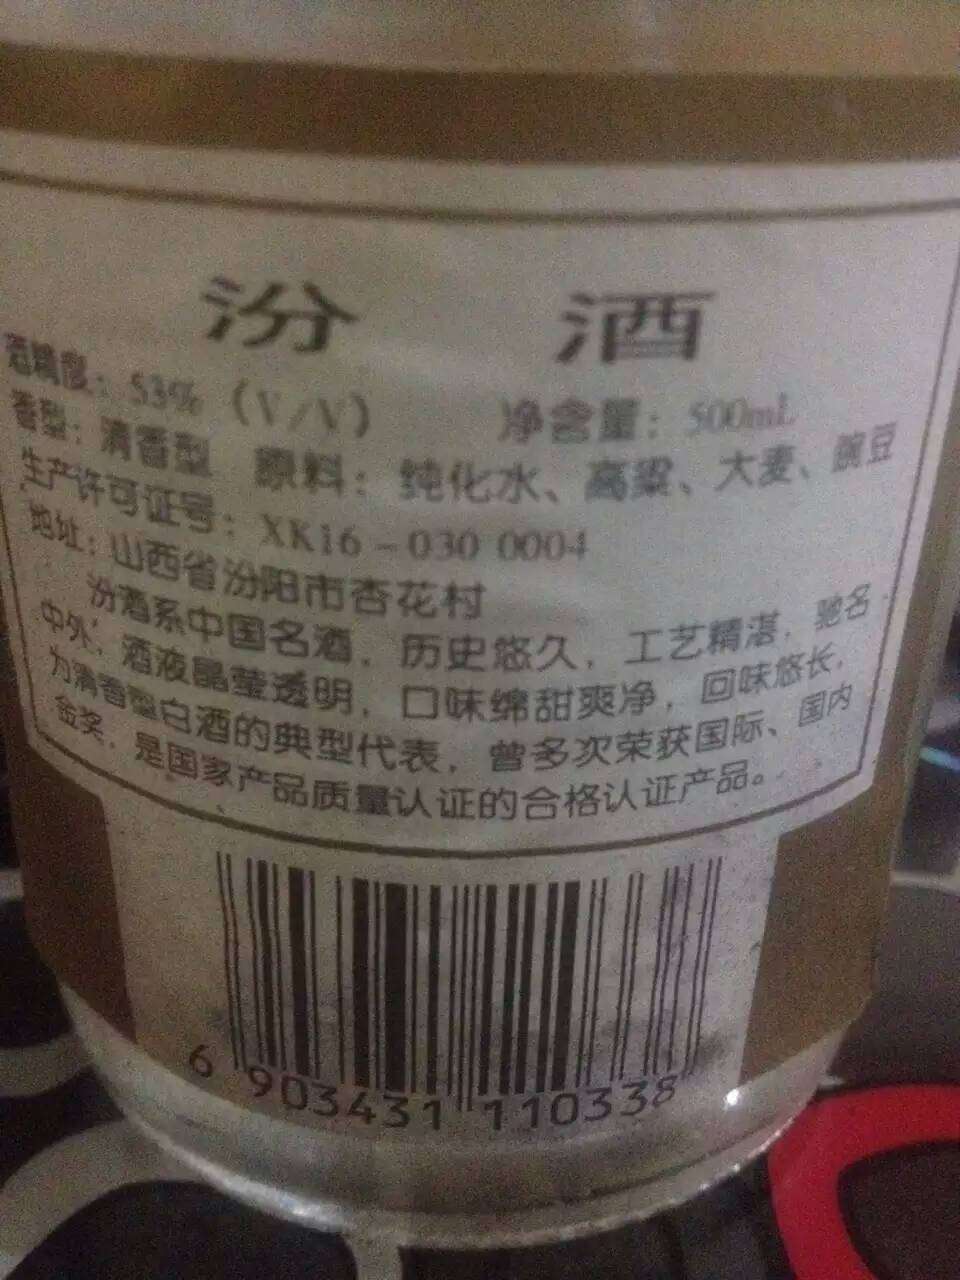 汾 酒
酒精度：53%（V/V） 净含量：500mL
香型：清香型 原料：纯化水、高粱、大麦、豌豆
生产许可证号：XK16-030 0004
地址：山西省汾阳市杏花村
汾酒系中国名酒，历史悠久，工艺精湛，驰名
中外，酒液晶莹透明，口味绵甜爽净，回味悠长，
为清香型白酒的典型代表，曾多次荣获国际、国内
金奖，是国家产品质量认证的合格认证产品。
6 903431 110338